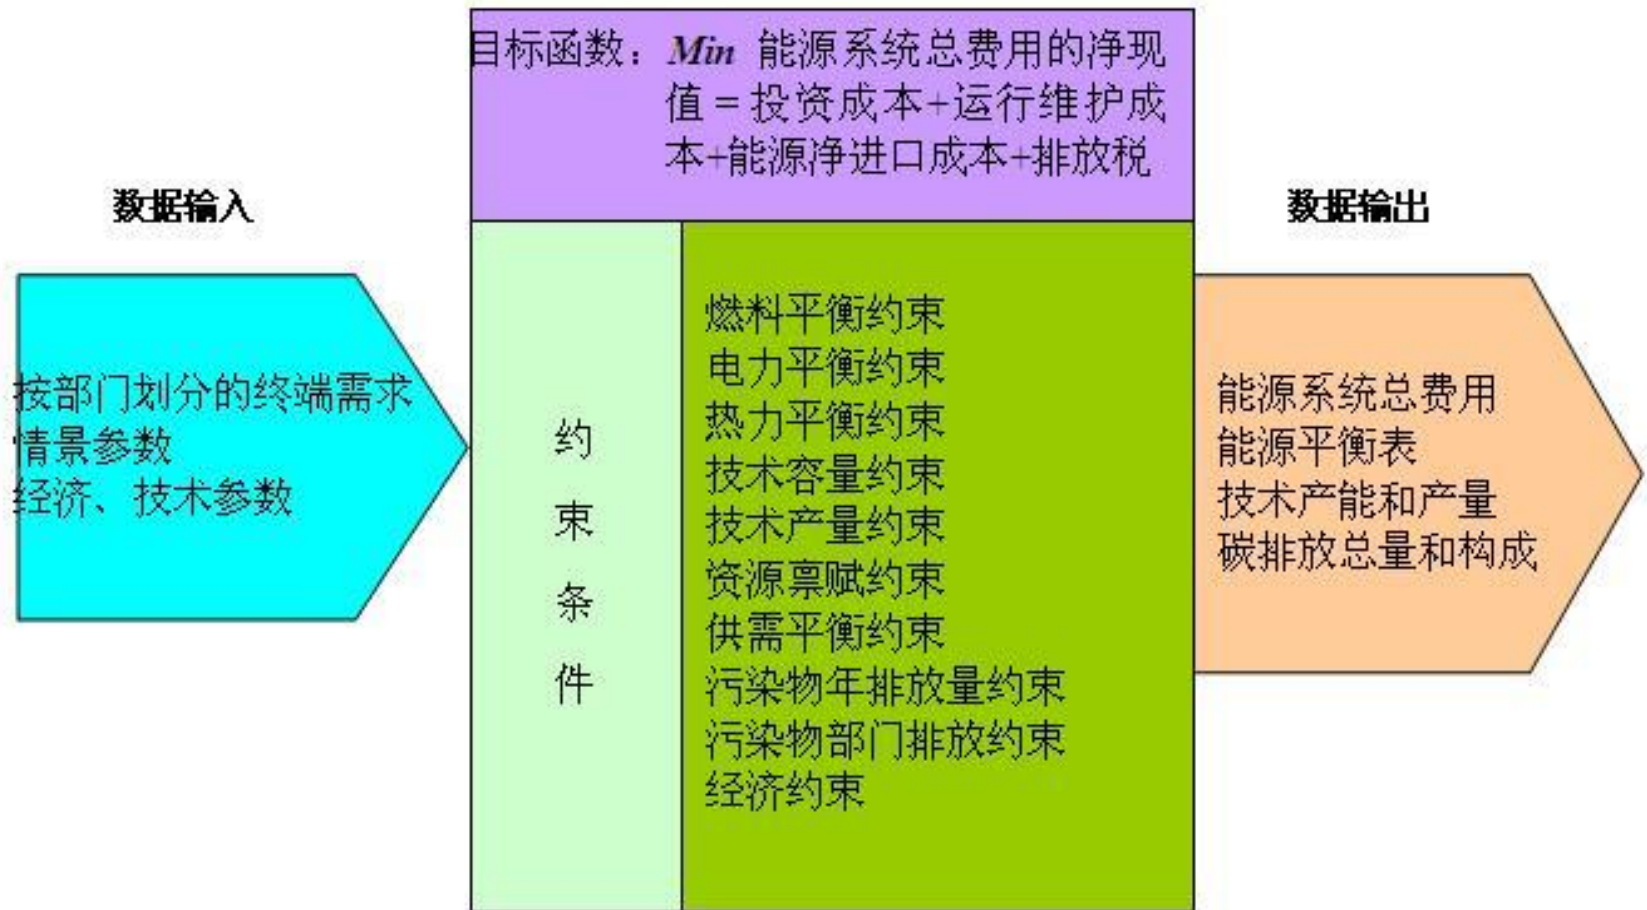 目标函数：Min 能源系统总费用的净现
值＝投资成本+运行维护成
本+能源净进口成本+排放税
数据输入
按部门划分的终端需求
情景参数
经济、技术参数
约
束
条
件
燃料平衡约束
电力平衡约束
热力平衡约束
技术容量约束
技术产量约束
资源禀赋约束
供需平衡约束
污染物年排放量约束
污染物部门排放约束
经济约束
数据输出
能源系统总费用
能源平衡表
技术产能和产量
碳排放总量和构成